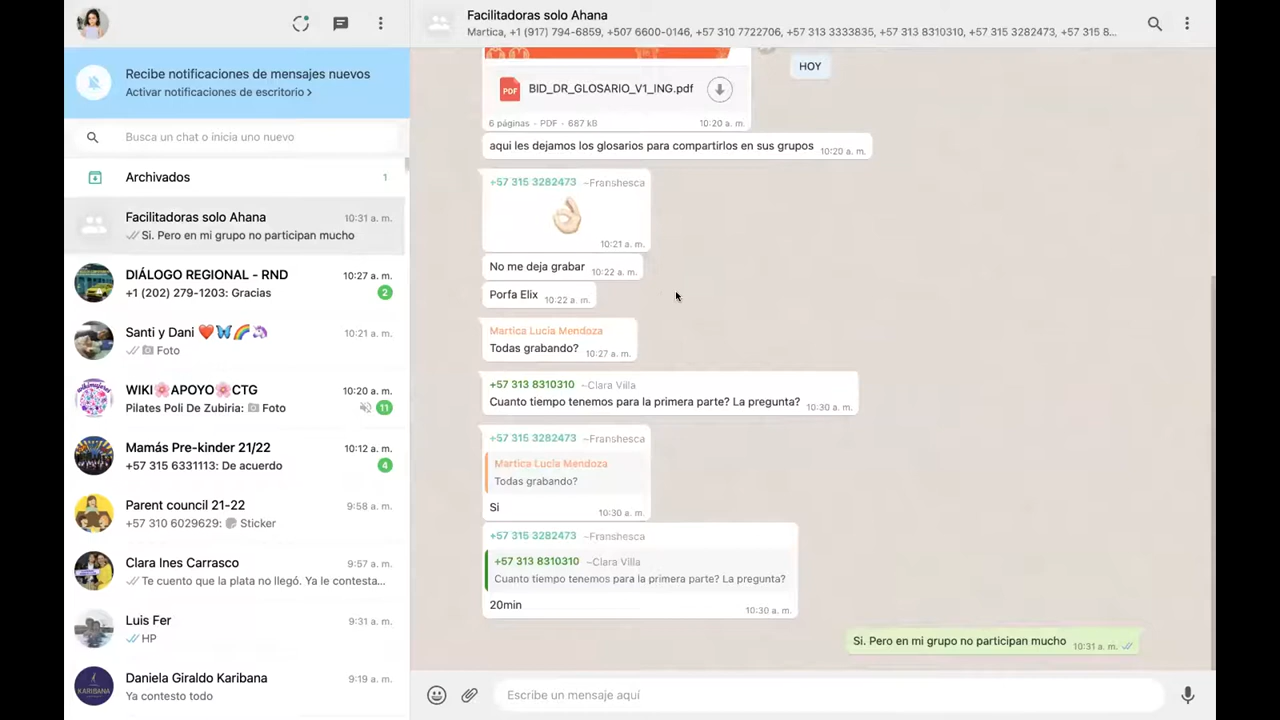 Recibe notificaciones de mensajes nuevos
Activar notificaciones de escritorio >
Busca un chat o inicia uno nuevo
Archivados 1
Facilitadoras solo Ahana 10:31 a. m.
Si. Pero en mi grupo no participan mucho
DIÁLOGO REGIONAL - RND 10:27 a. m.
+1 (202) 279-1203: Gracias 2
Santi y Dani ❤️🦋🌈🦄 10:21 a. m.
Foto
WIKI🌸APOYO🌸CTG 10:20 a. m.
Pilates Poli De Zubiria: Foto 11
Mamás Pre-kinder 21/22 10:12 a. m.
+57 315 6331113: De acuerdo 4
Parent council 21-22 9:58 a. m.
+57 310 6029629: Sticker
Clara Ines Carrasco 9:57 a. m.
Te cuento que la plata no llegó. Ya le contesta...
Luis Fer 9:31 a. m.
HP
Daniela Giraldo Karibana 9:19 a. m.
Ya contesto todo
KARIBANA
Facilitadoras solo Ahana
Martica, +1 (917) 794-6859, +507 6600-0146, +57 310 7722706, +57 313 3333835, +57 313 8310310, +57 315 3282473, +57 315 8...
HOY
PDF BID_DR_GLOSARIO_V1_ING.pdf
6 páginas - PDF - 687 kB 10:20 a. m.
aqui les dejamos los glosarios para compartirlos en sus grupos 10:20 a. m.
+57 315 3282473 ~Franshesca
👌🏻
10:21 a. m.
No me deja grabar 10:22 a. m.
Porfa Elix 10:22 a. m.
Martica Lucia Mendoza
Todas grabando? 10:27 a. m.
+57 313 8310310 ~Clara Villa
Cuanto tiempo tenemos para la primera parte? La pregunta? 10:30 a. m.
+57 315 3282473 ~Franshesca
Martica Lucia Mendoza
Todas grabando?
Si 10:30 a. m.
+57 315 3282473 ~Franshesca
+57 313 8310310 ~Clara Villa
Cuanto tiempo tenemos para la primera parte? La pregunta?
20min 10:30 a. m.
Si. Pero en mi grupo no participan mucho 10:31 a. m.
Escribe un mensaje aquí